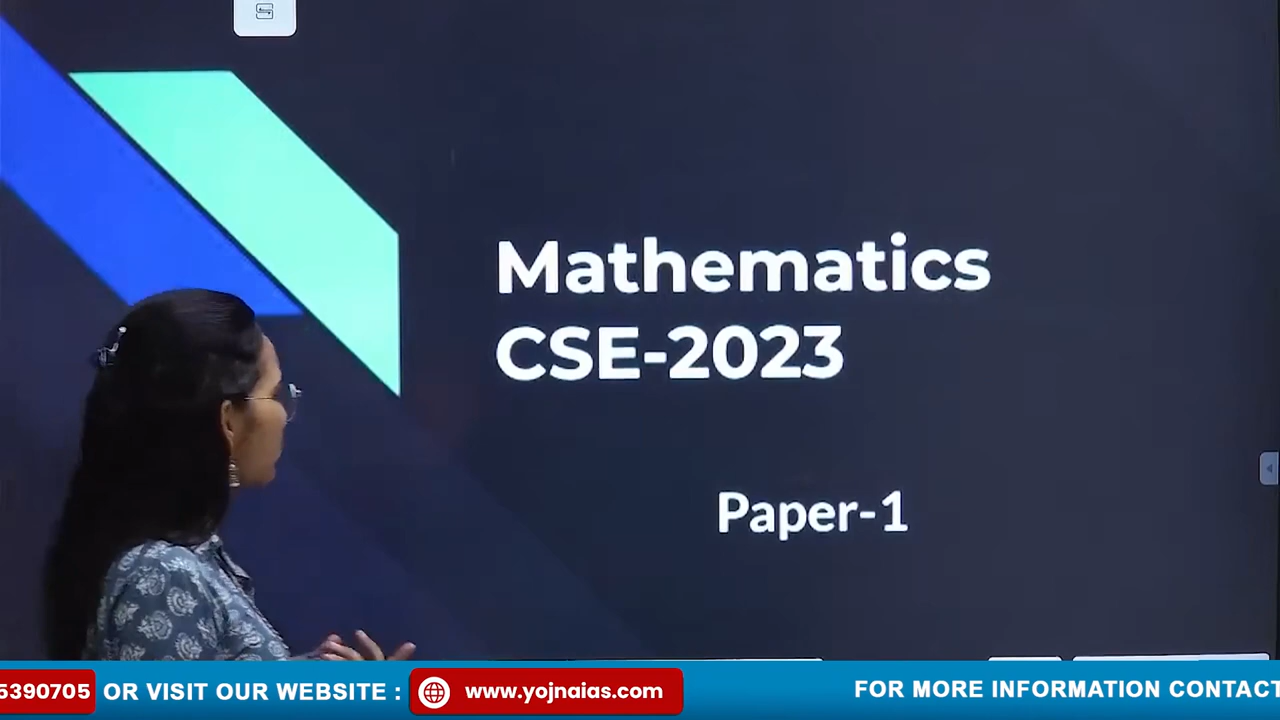 Mathematics
CSE-2023
Paper-1
5390705 OR VISIT OUR WEBSITE : www.yojnaias.com FOR MORE INFORMATION CONTACT